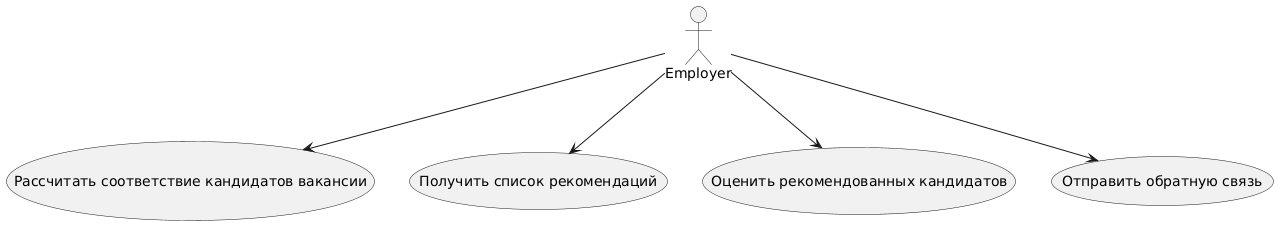 Employer
Рассчитать соответствие кандидатов вакансии
Получить список рекомендаций
Оценить рекомендованных кандидатов
Отправить обратную связь